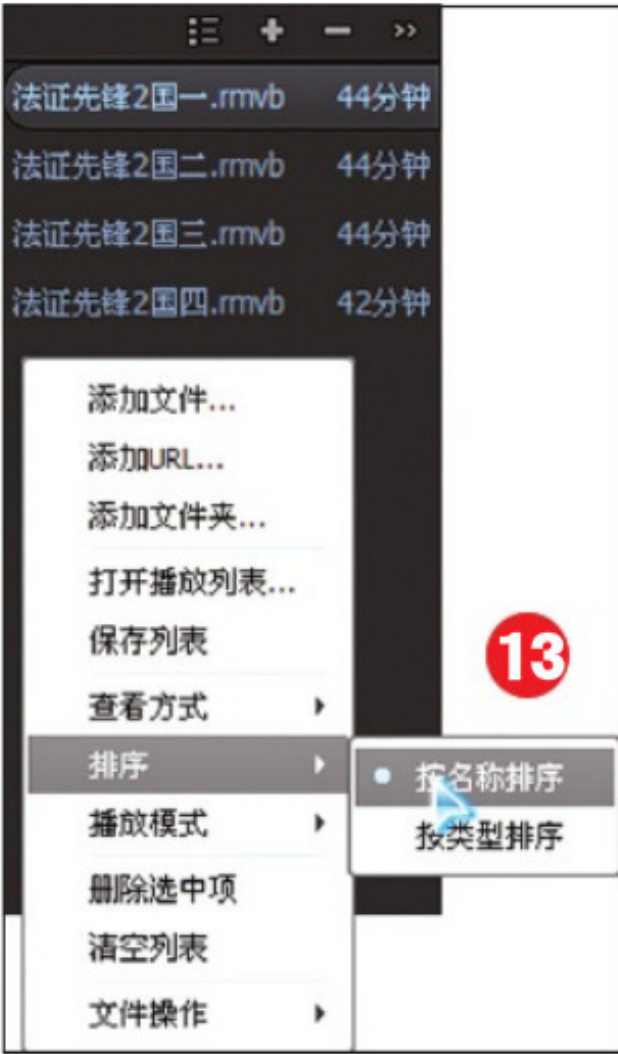 法证先锋2国一.rmvb 44分钟
法证先锋2国二.rmvb 44分钟
法证先锋2国三.rmvb 44分钟
法证先锋2国四.rmvb 42分钟
添加文件...
添加URL...
添加文件夹...
打开播放列表...
保存列表
查看方式
13
排序
按名称排序
播放模式
按类型排序
删除选中项
清空列表
文件操作